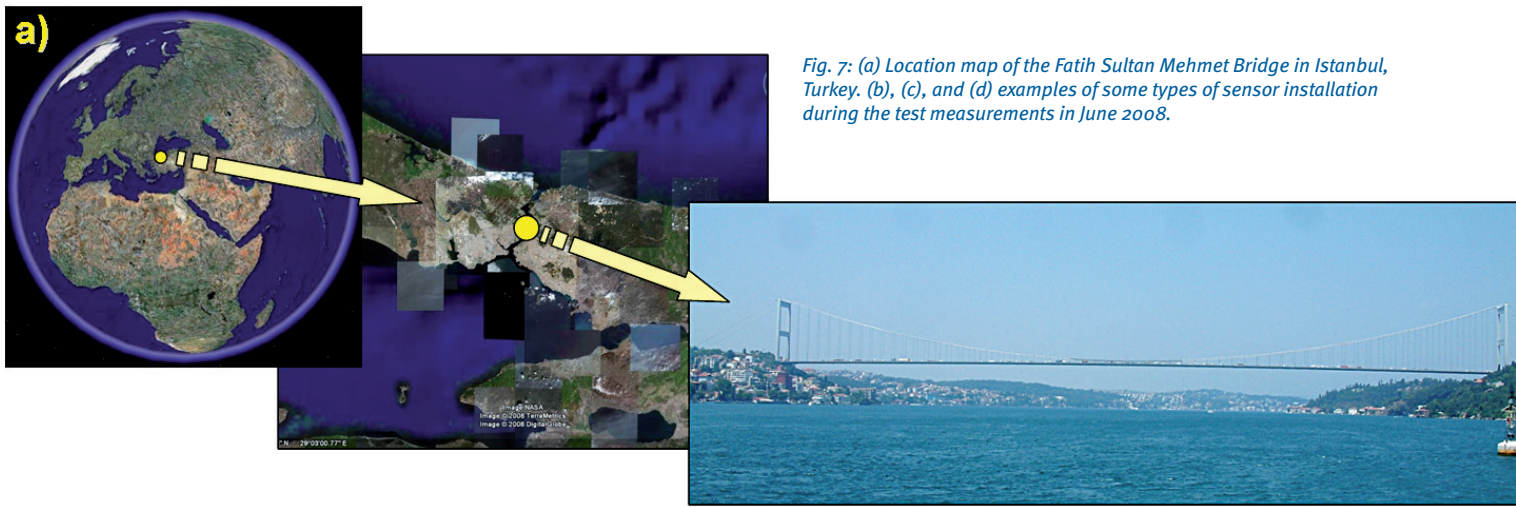 a)
Fig. 7: (a) Location map of the Fatih Sultan Mehmet Bridge in Istanbul,
Turkey. (b), (c), and (d) examples of some types of sensor installation
during the test measurements in June 2008.
Image NASA
Image © 2008 TerraMetrics
Image © 2008 DigitalGlobe
" N 29°03'00.77" E